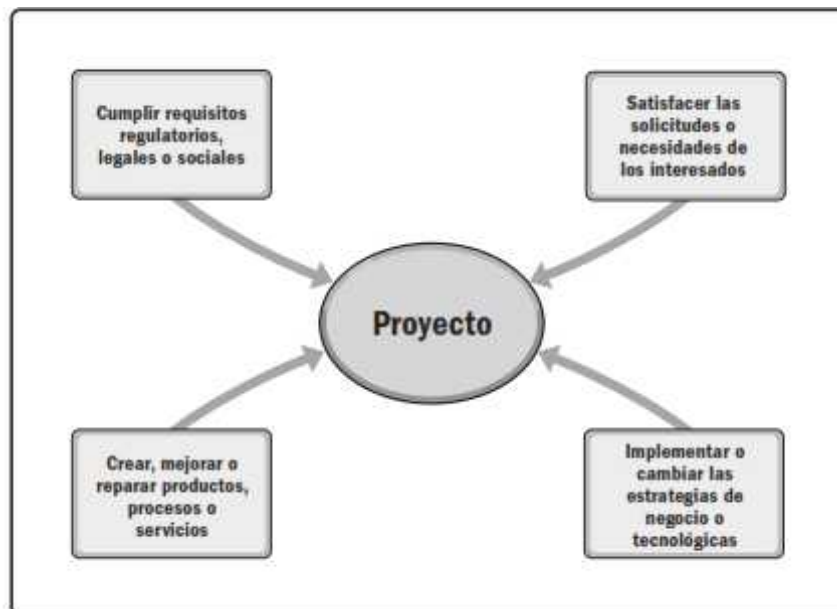 Cumplir requisitos
regulatorios,
legales o sociales
Satisfacer las
solicitudes o
necesidades de
los interesados
Proyecto
Crear, mejorar o
reparar productos,
procesos o
servicios
Implementar o
cambiar las
estrategias de
negocio o
tecnológicas